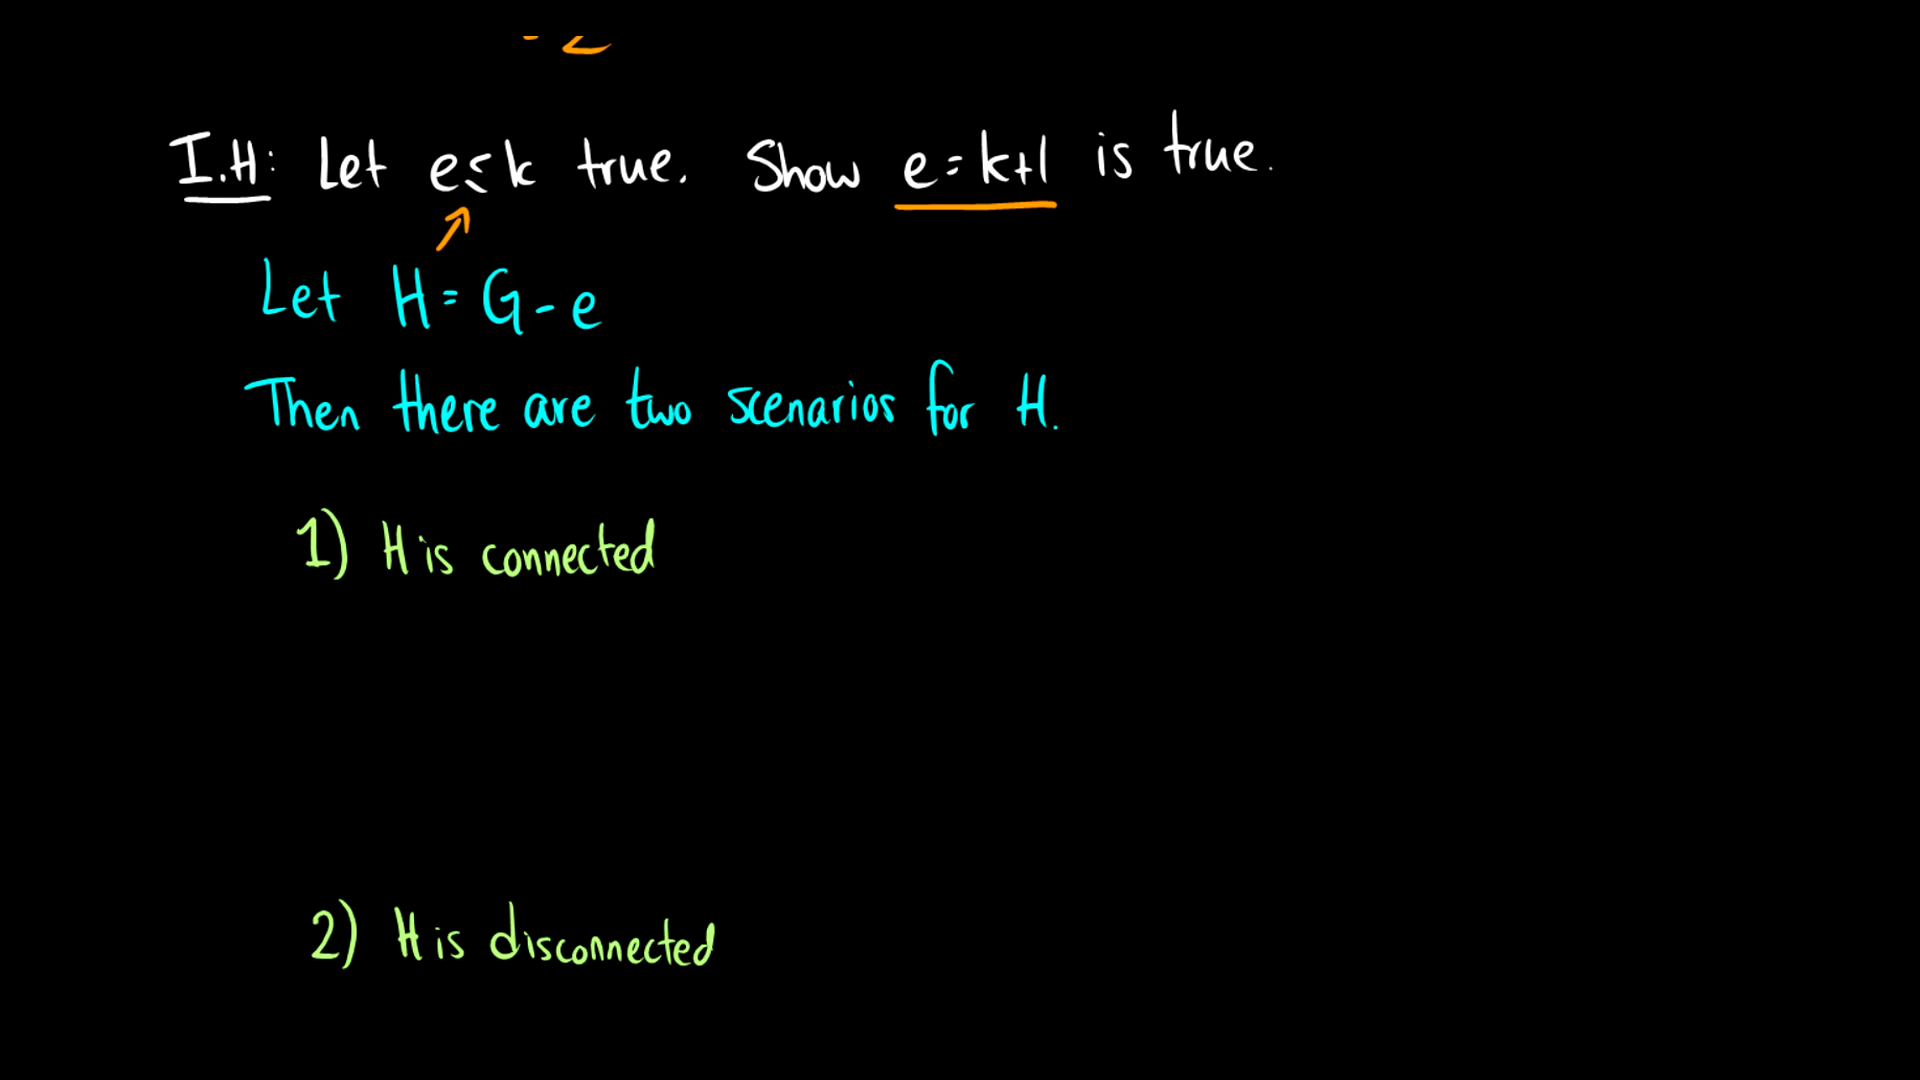 I.H: Let e≤k true. Show e=k+1 is true.
Let H = G - e
Then there are two scenarios for H.
1) H is connected
2) H is disconnected